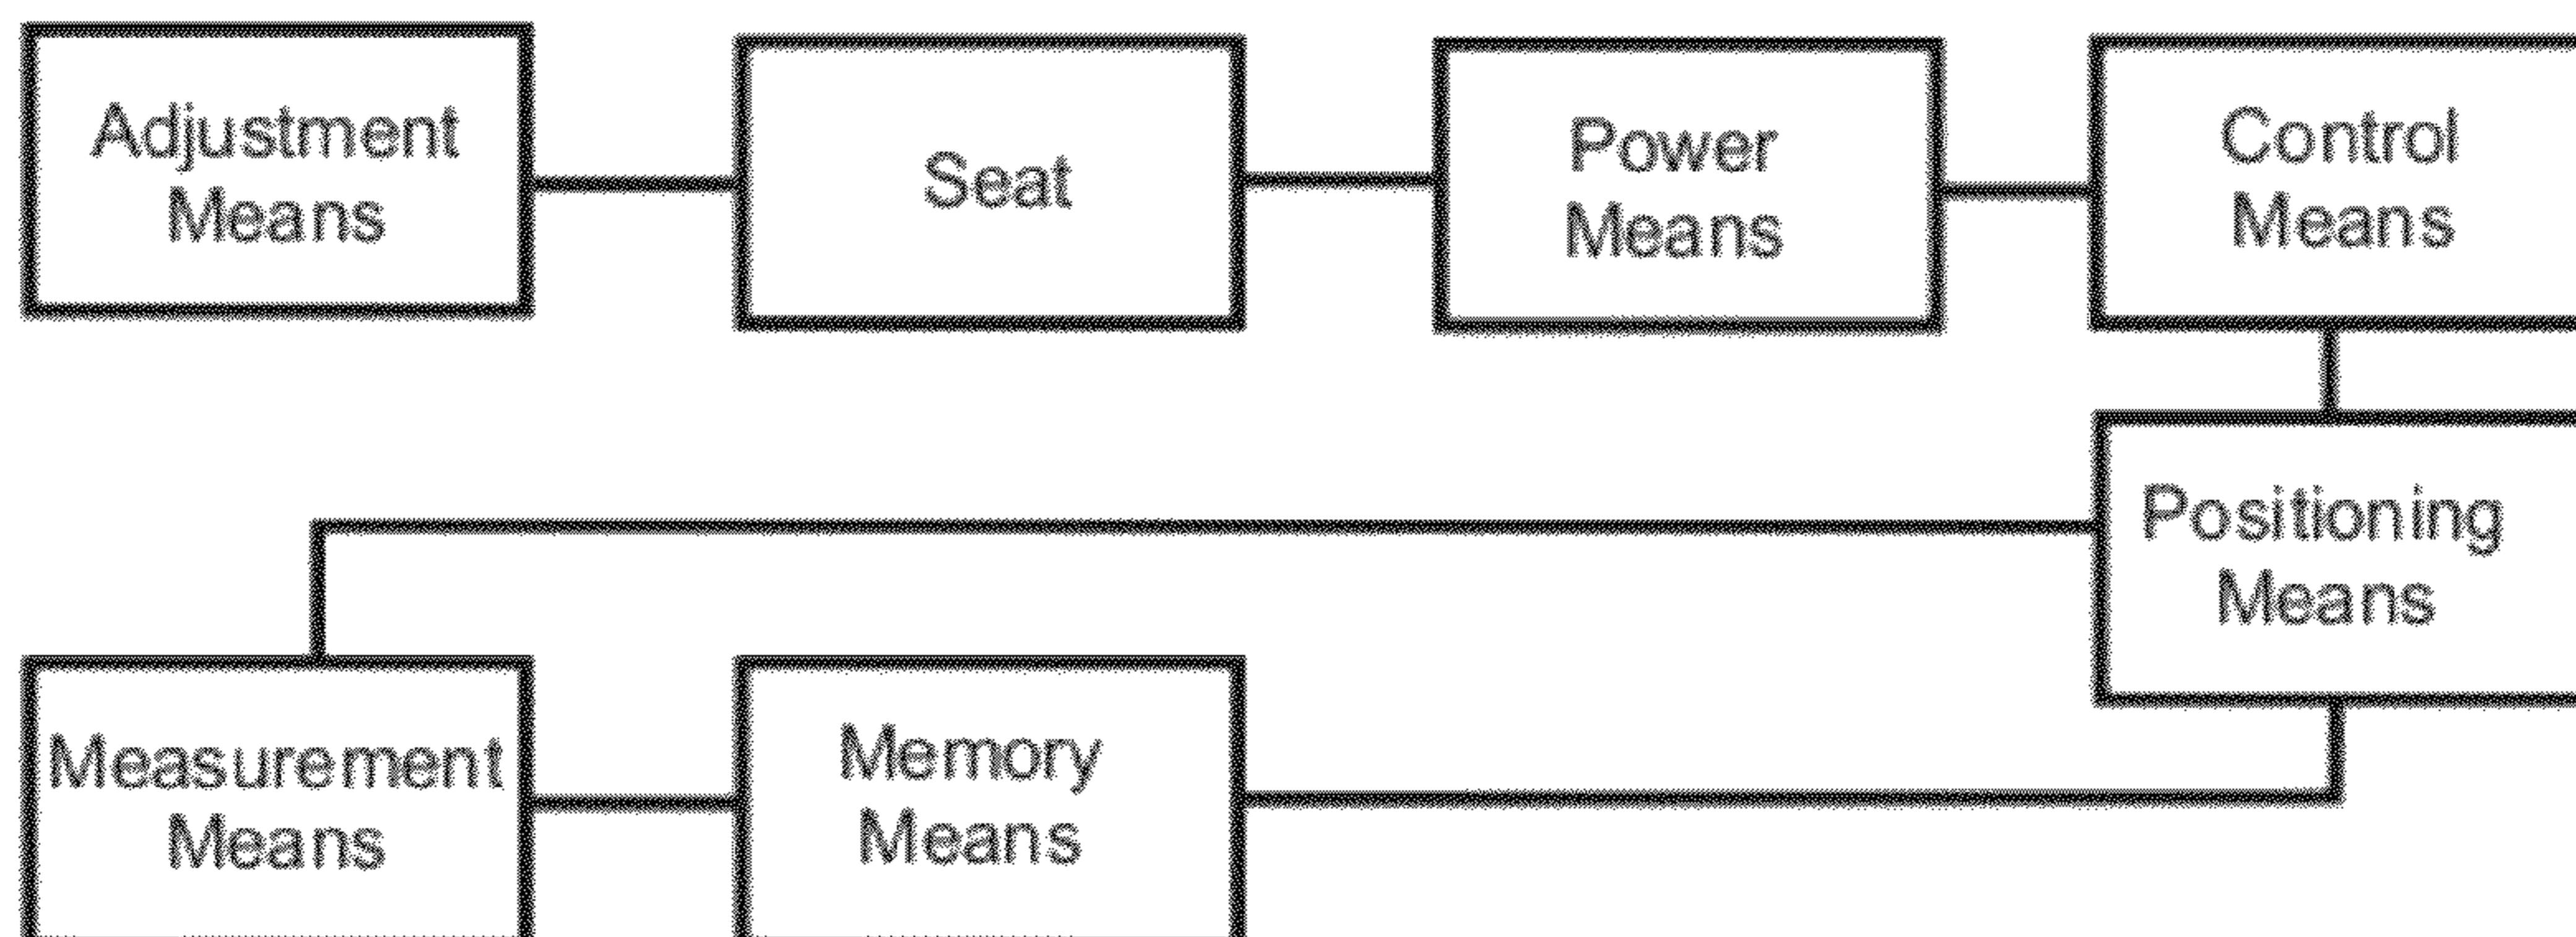 Adjustment
Means
Seat
Power
Means
Control
Means
Positioning
Means
Measurement
Means
Memory
Means